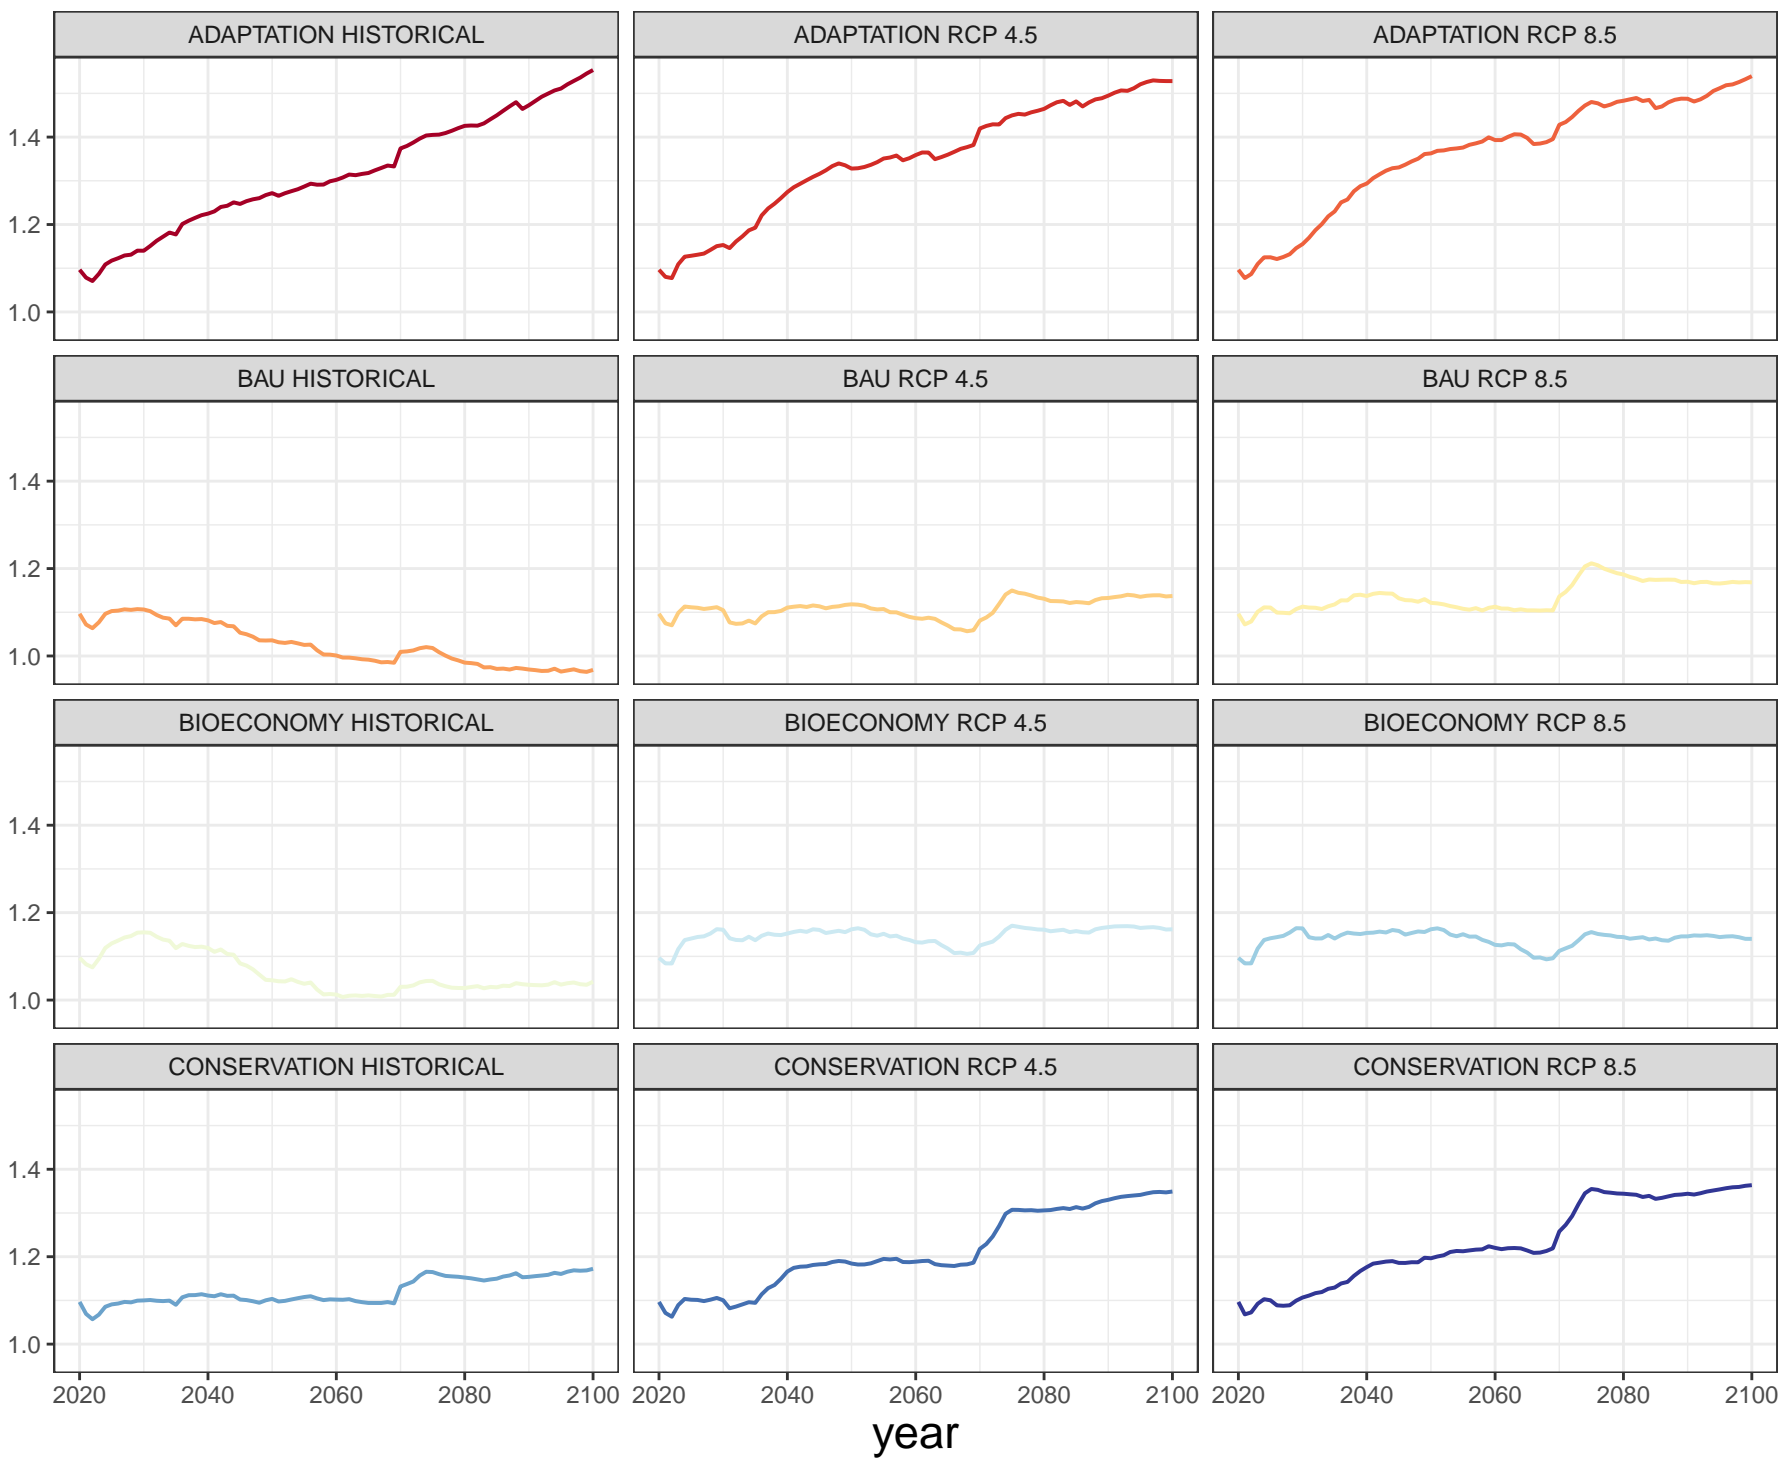 ADAPTATION HISTORICAL ADAPTATION RCP 4.5 ADAPTATION RCP 8.5
1.4
1.2
1.0
BAU HISTORICAL BAU RCP 4.5 BAU RCP 8.5
1.4
1.2
1.0
BIOECONOMY HISTORICAL BIOECONOMY RCP 4.5 BIOECONOMY RCP 8.5
1.4
1.2
1.0
CONSERVATION HISTORICAL CONSERVATION RCP 4.5 CONSERVATION RCP 8.5
1.4
1.2
1.0
2020 2040 2060 2080 2100 2020 2040 2060 2080 2100 2020 2040 2060 2080 2100
year